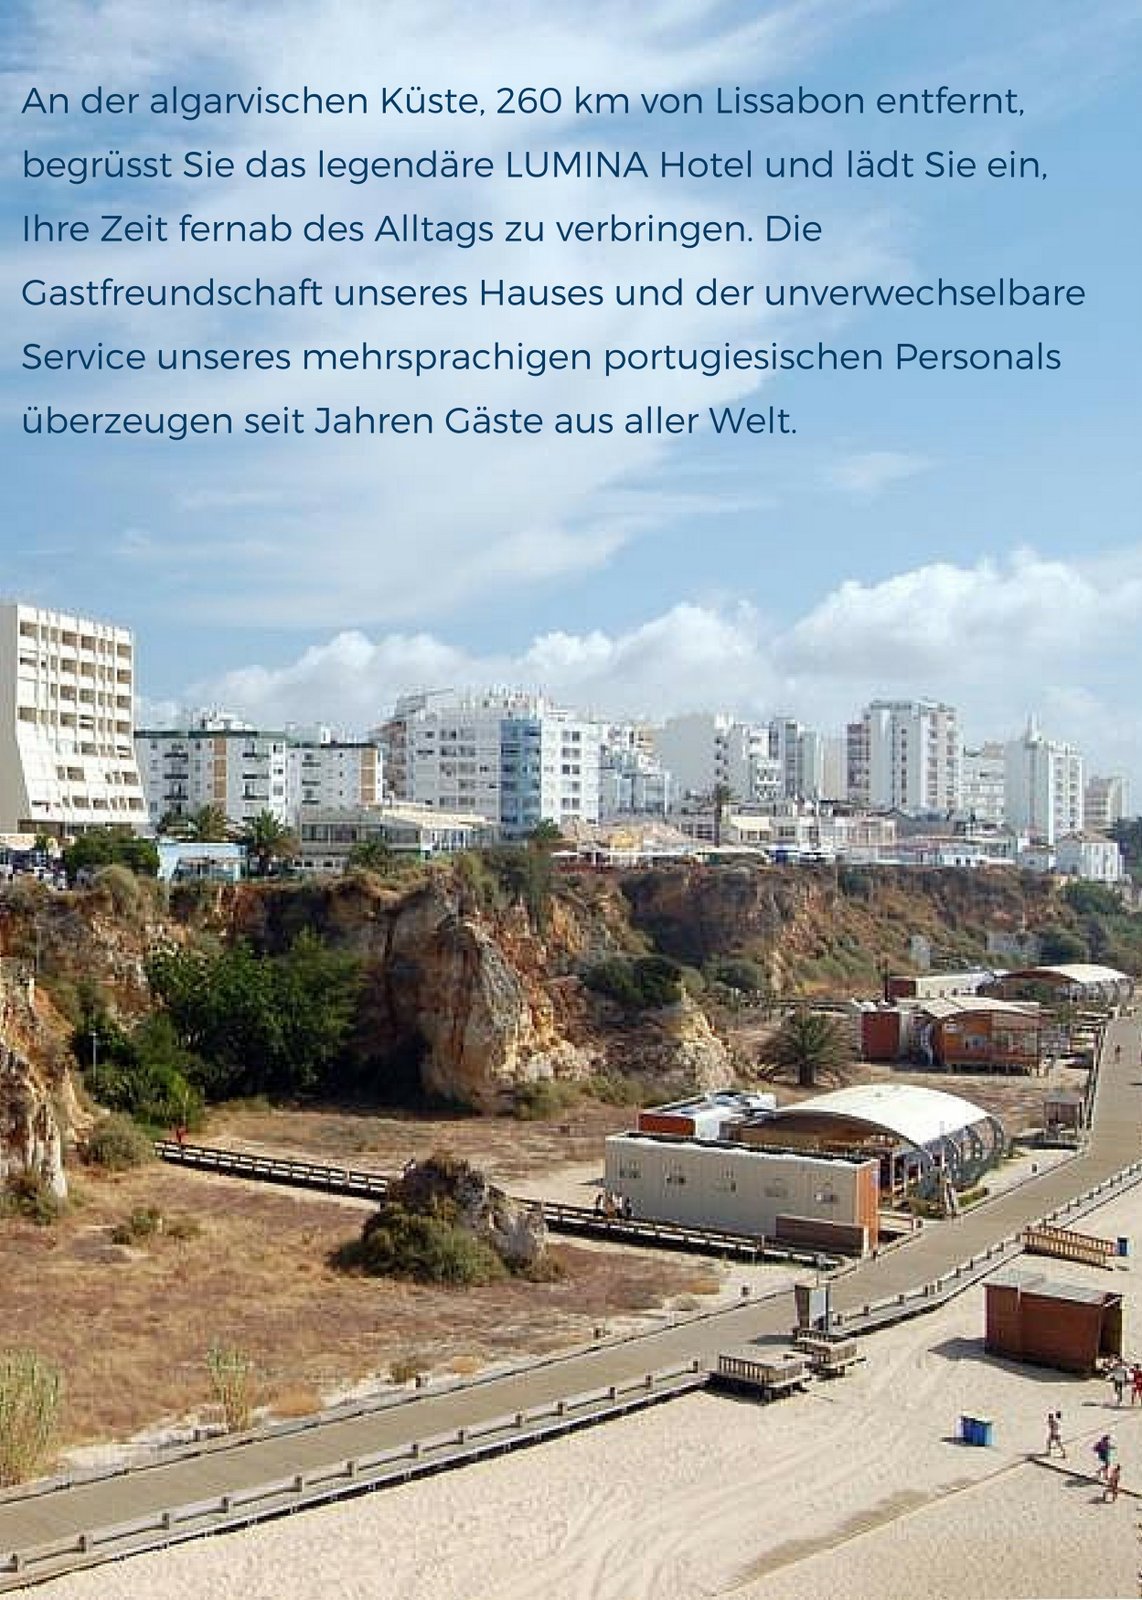 An der algarvischen Küste, 260 km von Lissabon entfernt,
begrüsst Sie das legendäre LUMINA Hotel und lädt Sie ein,
Ihre Zeit fernab des Alltags zu verbringen. Die
Gastfreundschaft unseres Hauses und der unverwechselbare
Service unseres mehrsprachigen portugiesischen Personals
überzeugen seit Jahren Gäste aus aller Welt.